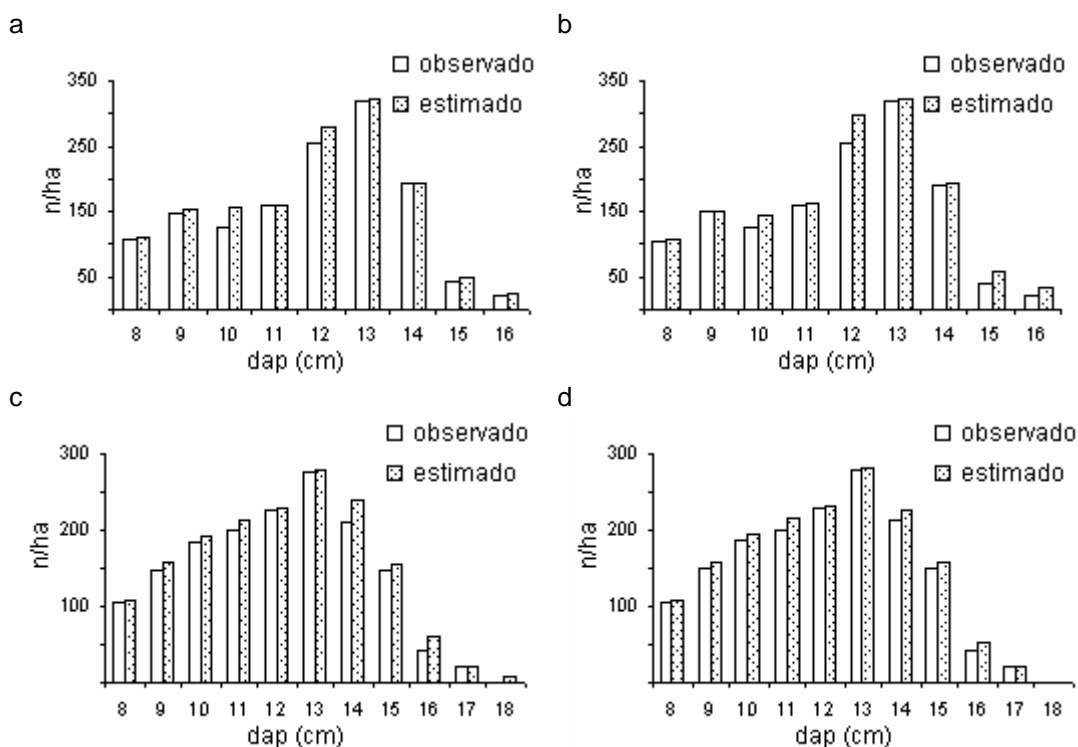 a
observado
estimado
350
250
150
50
n/ha
8 9 10 11 12 13 14 15 16
dap (cm)
b
observado
estimado
350
250
150
50
n/ha
8 9 10 11 12 13 14 15 16
dap (cm)
c
observado
estimado
300
200
100
n/ha
8 9 10 11 12 13 14 15 16 17 18
dap (cm)
d
observado
estimado
300
200
100
n/ha
8 9 10 11 12 13 14 15 16 17 18
dap (cm)